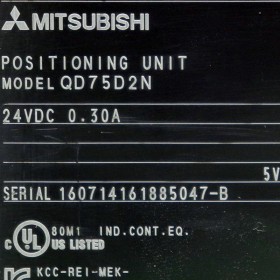 MITSUBISHI
POSITIONING UNIT
MODEL QD75D2N
24VDC 0.30A
5V
SERIAL 160714161885047-B
80M1 IND.CONT.EQ.
c UL US LISTED
KCC-REI-MEK-